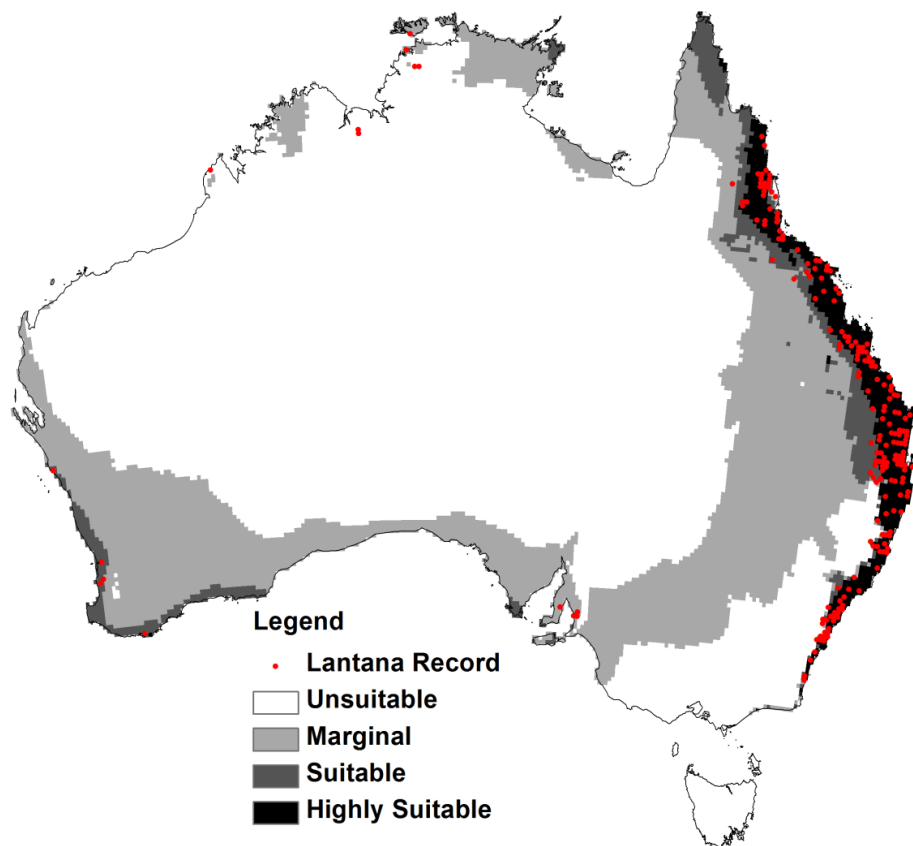 Legend
Lantana Record
Unsuitable
Marginal
Suitable
Highly Suitable